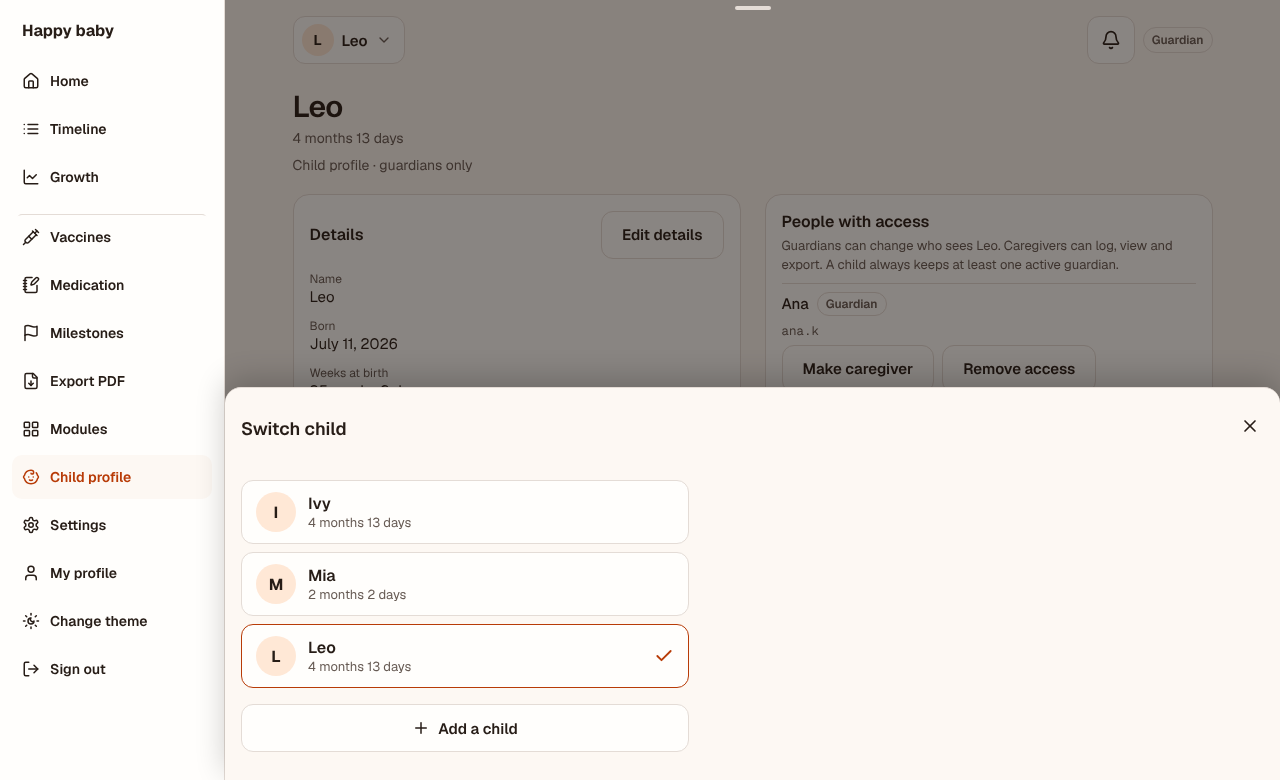 Happy baby
Home
Timeline
Growth
Vaccines
Medication
Milestones
Export PDF
Modules
Child profile
Settings
My profile
Change theme
Sign out
L Leo
Guardian
Leo
4 months 13 days
Child profile · guardians only
Details
Edit details
Name
Leo
Born
July 11, 2026
Weeks at birth
People with access
Guardians can change who sees Leo. Caregivers can log, view and
export. A child always keeps at least one active guardian.
Ana Guardian
ana.k
Make caregiver Remove access
Switch child
I Ivy
4 months 13 days
M Mia
2 months 2 days
L Leo
4 months 13 days
Add a child